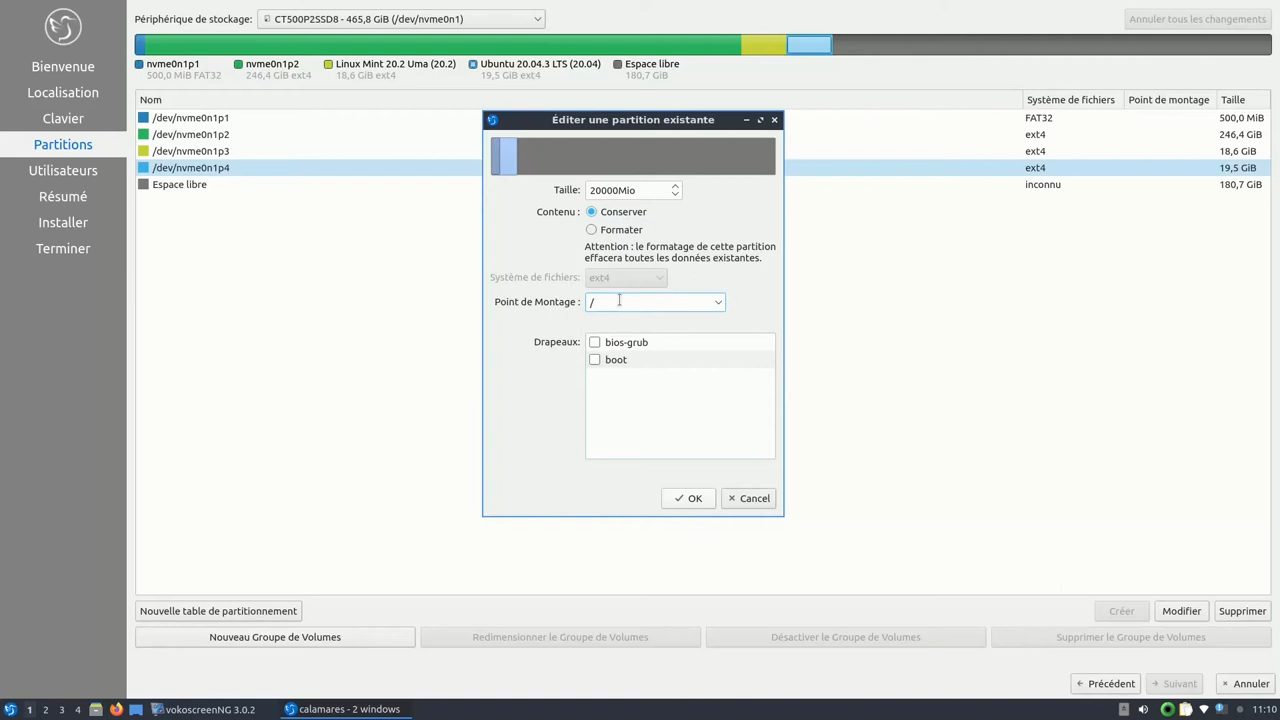 Périphérique de stockage:
CT500P2SSD8 - 465,8 GiB (/dev/nvme0n1)
Annuler tous les changements
nvme0n1p1
500,0 MiB FAT32
nvme0n1p2
246,4 GiB ext4
Linux Mint 20.2 Uma (20.2)
18,6 GiB ext4
Ubuntu 20.04.3 LTS (20.04)
19,5 GiB ext4
Espace libre
180,7 GiB
Bienvenue
Localisation
Clavier
Partitions
Utilisateurs
Résumé
Installer
Terminer
Nom Système de fichiers Point de montage Taille
/dev/nvme0n1p1 FAT32 500,0 MiB
/dev/nvme0n1p2 ext4 246,4 GiB
/dev/nvme0n1p3 ext4 18,6 GiB
/dev/nvme0n1p4 ext4 19,5 GiB
Espace libre inconnu 180,7 GiB
Éditer une partition existante
Taille: 20000Mio
Contenu : Conserver
Formater
Attention : le formatage de cette partition
effacera toutes les données existantes.
Système de fichiers: ext4
Point de Montage : /
Drapeaux: bios-grub
boot
OK Cancel
Nouvelle table de partitionnement Créer Modifier Supprimer
Nouveau Groupe de Volumes Redimensionner le Groupe de Volumes Désactiver le Groupe de Volumes Supprimer le Groupe de Volumes
Précédent Suivant Annuler
1 2 3 4 vokoscreenNG 3.0.2 calamares - 2 windows 11:10